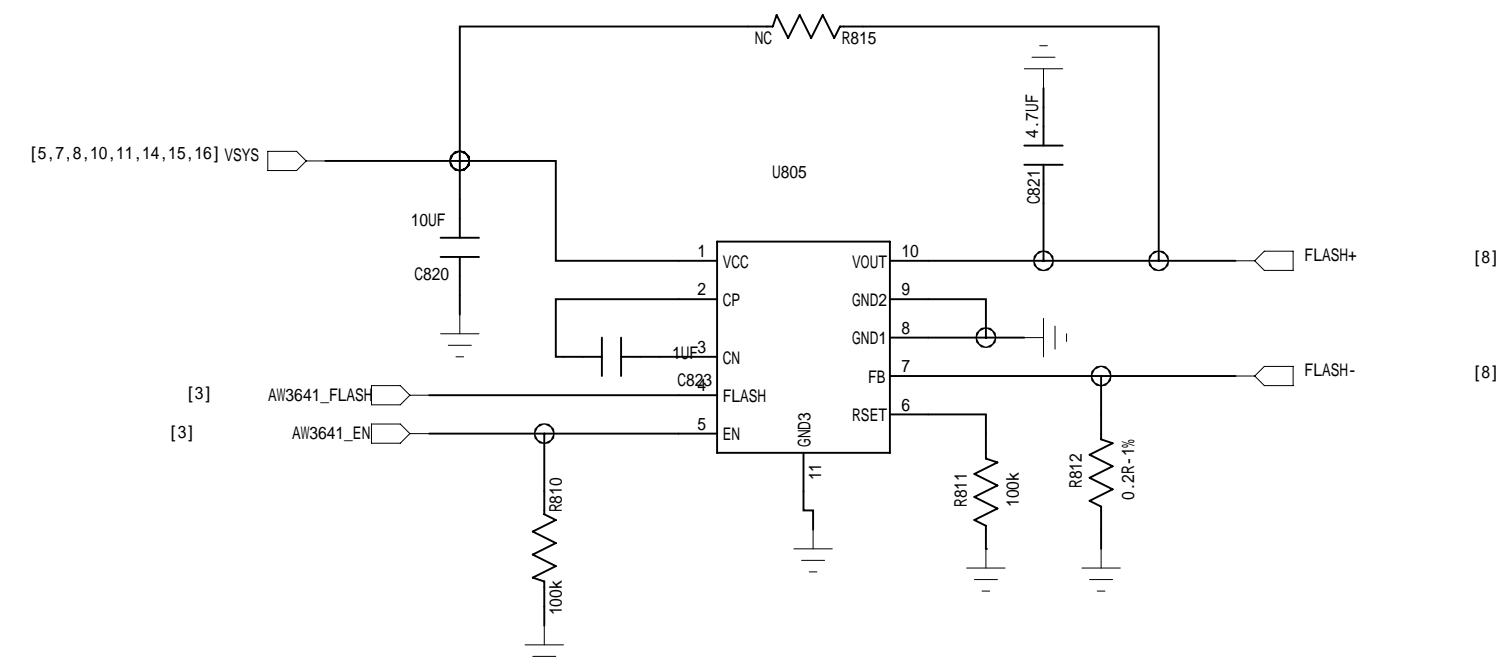 NC
R815
4.7UF
C821
[5,7,8,10,11,14,15,16] VSYS
U805
10UF
C820
1
VCC
2
CP
3
CN
1UF
C823
4
FLASH
5
EN
VOUT
10
GND2
9
GND1
8
FB
7
RSET
6
GND3
11
FLASH+
[8]
FLASH-
[8]
[3]
AW3641_FLASH
[3]
AW3641_EN
R810
100k
R811
100k
R812
0.2R-1%